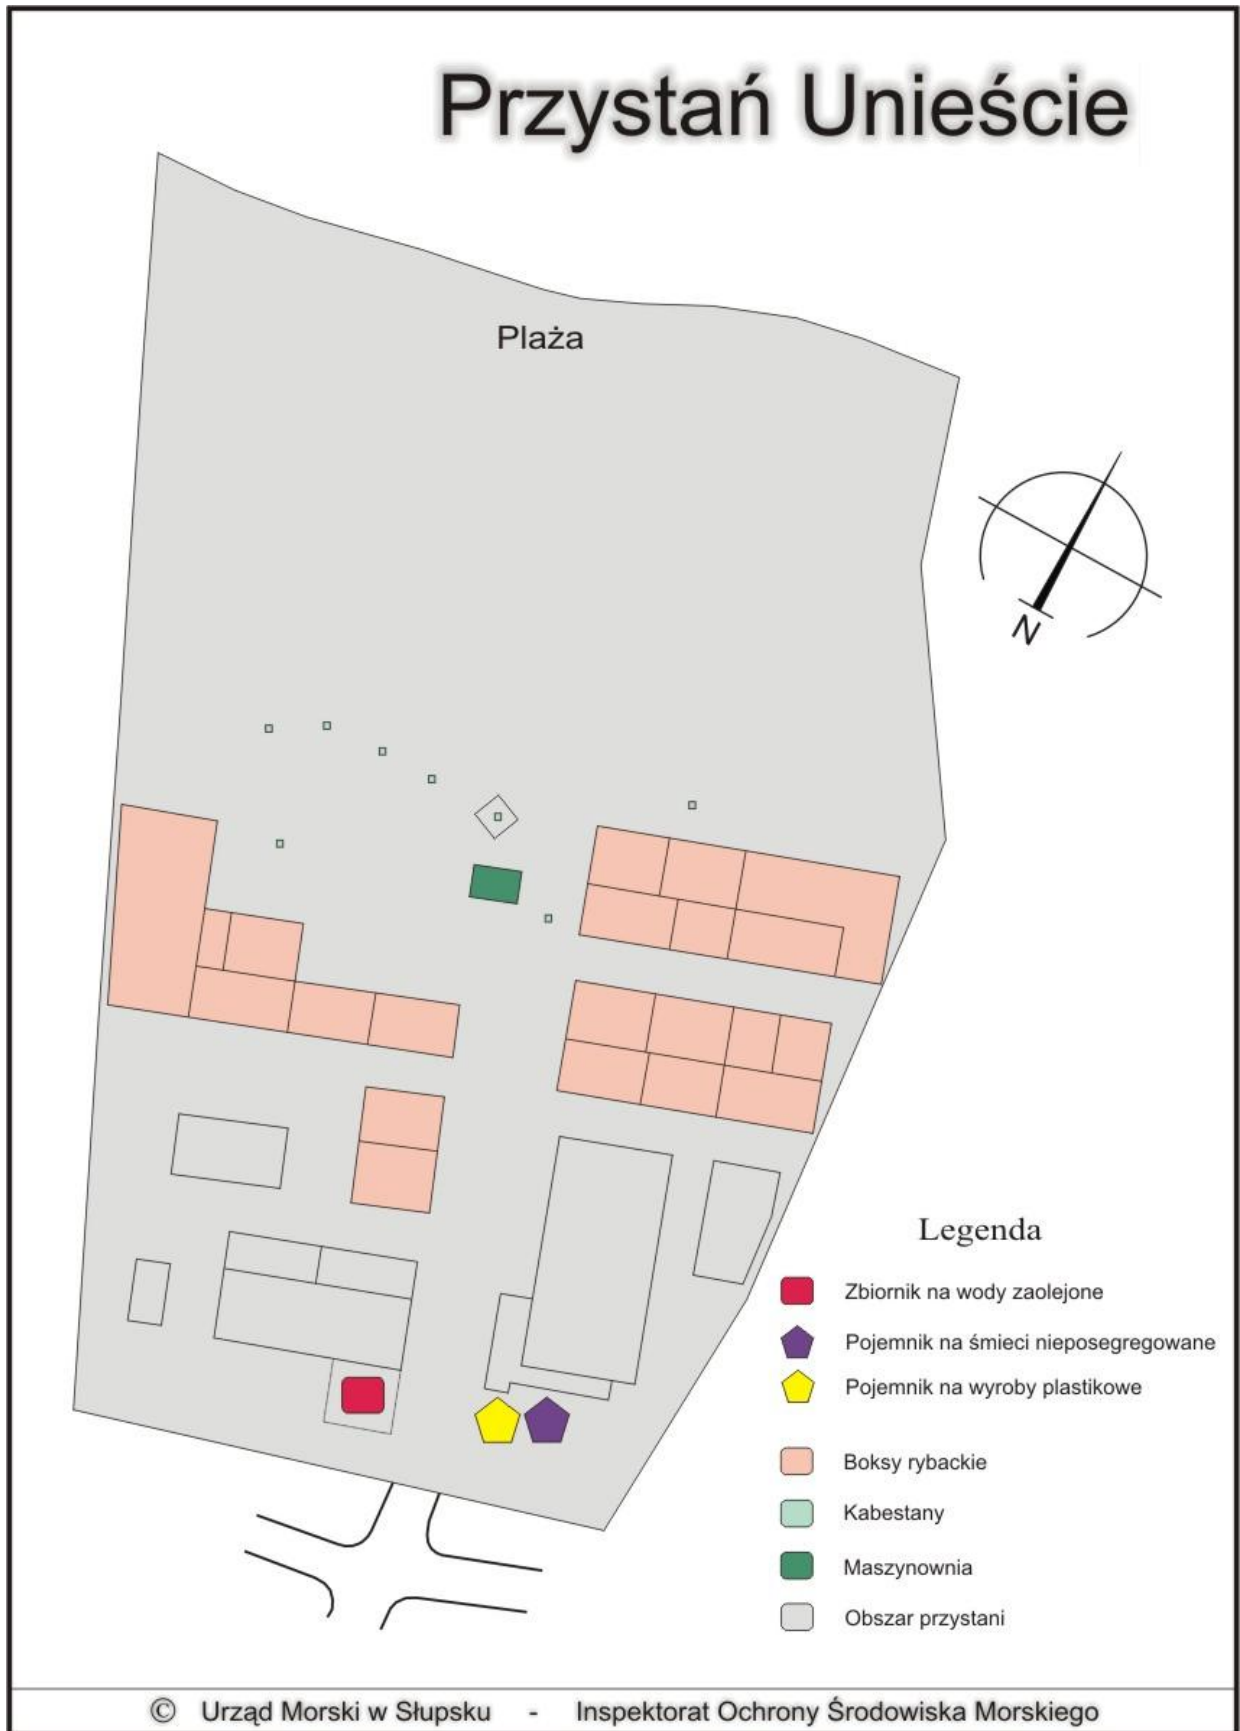 Przystań Unieście
Plaża
N
Legenda
Zbiornik na wody zaolejone
Pojemnik na śmieci nieposegregowane
Pojemnik na wyroby plastikowe
Boksy rybackie
Kabestany
Maszynownia
Obszar przystani
© Urząd Morski w Słupsku - Inspektorat Ochrony Środowiska Morskiego